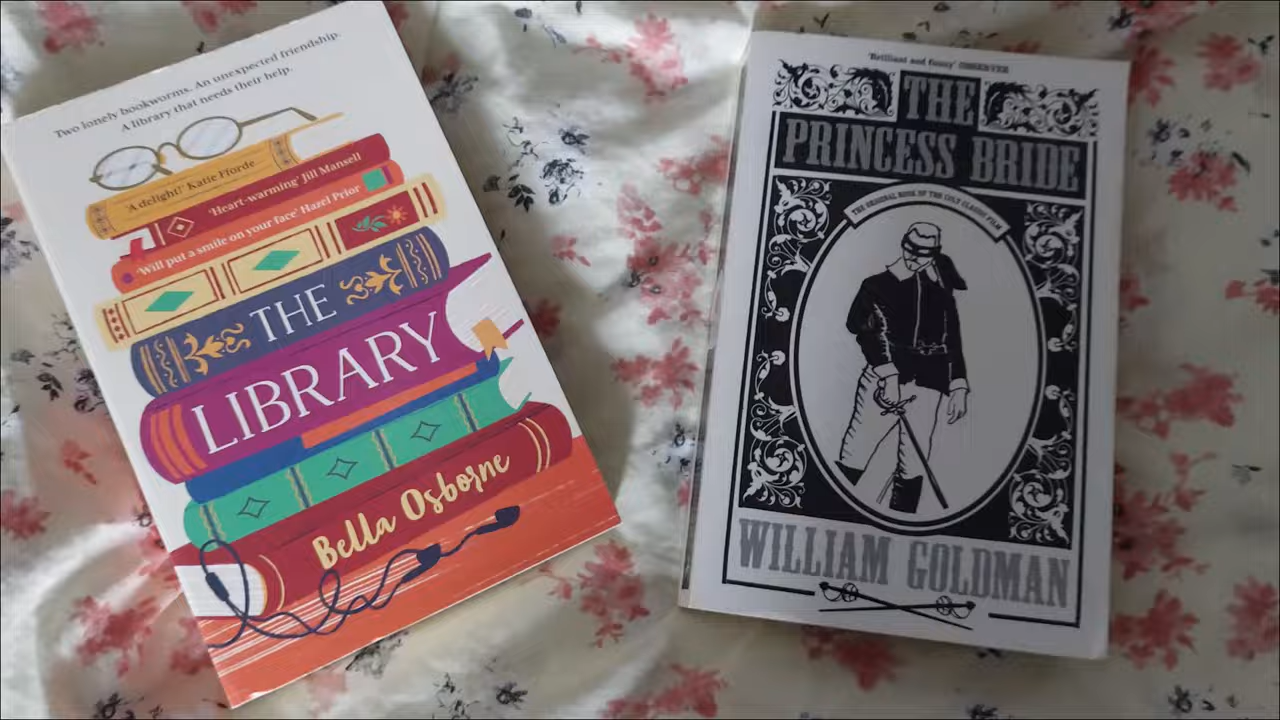 Two lonely bookworms. An unexpected friendship.
A library that needs their help.
'A delight!' Katie Fforde
'Heart-warming' Jill Mansell
'Will put a smile on your face' Hazel Prior
THE
LIBRARY
Bella Osborne
'Brilliant and funny' OBSERVER
THE
PRINCESS BRIDE
THE ORIGINAL BOOK OF THE CULT CLASSIC FILM
WILLIAM GOLDMAN